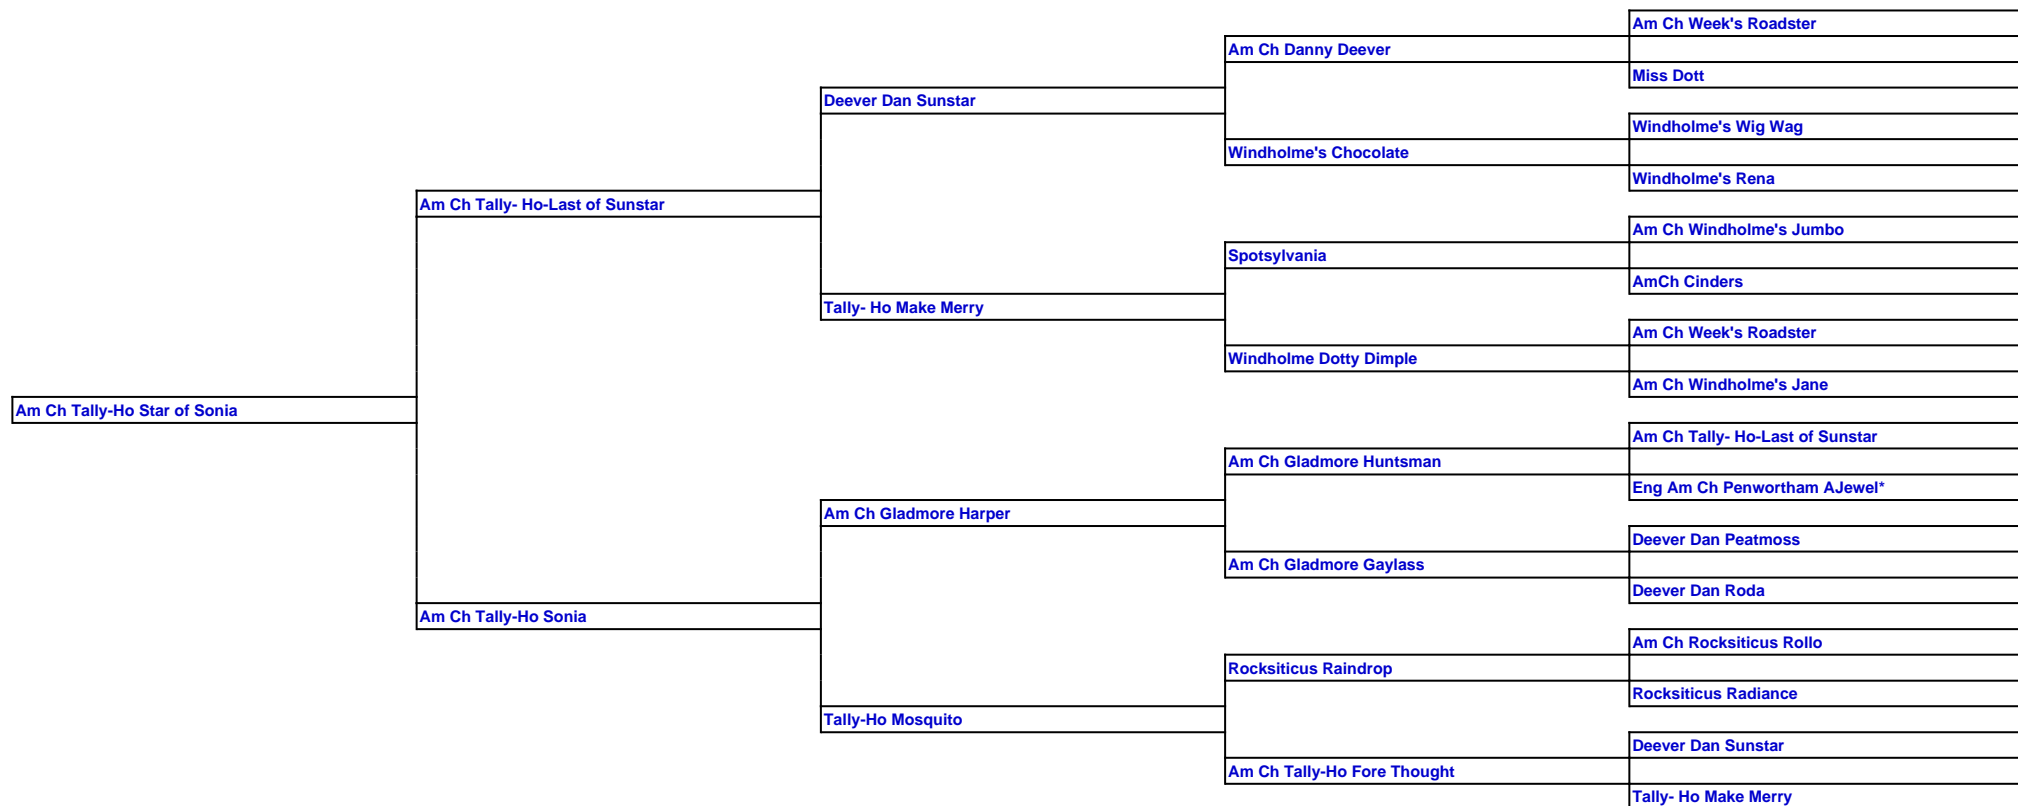 Am Ch Week's Roadster
Am Ch Danny Deever
Miss Dott
Deever Dan Sunstar
Windholme's Wig Wag
Windholme's Chocolate
Windholme's Rena
Am Ch Tally- Ho-Last of Sunstar
Am Ch Windholme's Jumbo
Spotsylvania
AmCh Cinders
Tally- Ho Make Merry
Am Ch Week's Roadster
Windholme Dotty Dimple
Am Ch Windholme's Jane
Am Ch Tally-Ho Star of Sonia
Am Ch Tally- Ho-Last of Sunstar
Am Ch Gladmore Huntsman
Eng Am Ch Penwortham AJewel*
Am Ch Gladmore Harper
Deever Dan Peatmoss
Am Ch Gladmore Gaylass
Deever Dan Roda
Am Ch Tally-Ho Sonia
Am Ch Rocksiticus Rollo
Rocksiticus Raindrop
Rocksiticus Radiance
Tally-Ho Mosquito
Deever Dan Sunstar
Am Ch Tally-Ho Fore Thought
Tally- Ho Make Merry